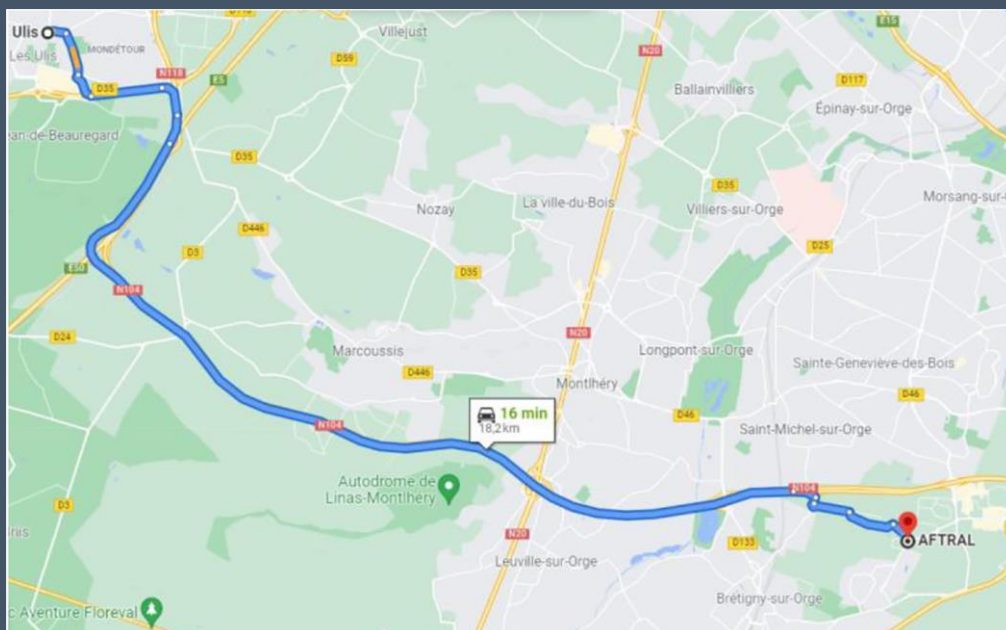 D118
E15
Ulis
Villejust
N20
Les Ulis
MONDÉTOUR
D59
N118
E5
D117
Ballainvilliers
D35
Épinay-sur-Orge
ean-de-Beauregard
D35
D35
Morsang-sur-O
Nozay
La ville-du-Bois
Villiers-sur-Orge
D446
D3
D25
E50
D35
N104
N20
D24
Marcoussis
Longpont-sur-Orge
Sainte-Geneviève-des-Bois
D446
Montlhéry
D46
16 min
18,2 km
D46
N104
Saint-Michel-sur-Orge
Autodrome de
Linas-Montlhéry
N104
D3
N20
D133
AFTRAL
Leuville-sur-Orge
Brétigny-sur-Orge
c Aventure Floreval